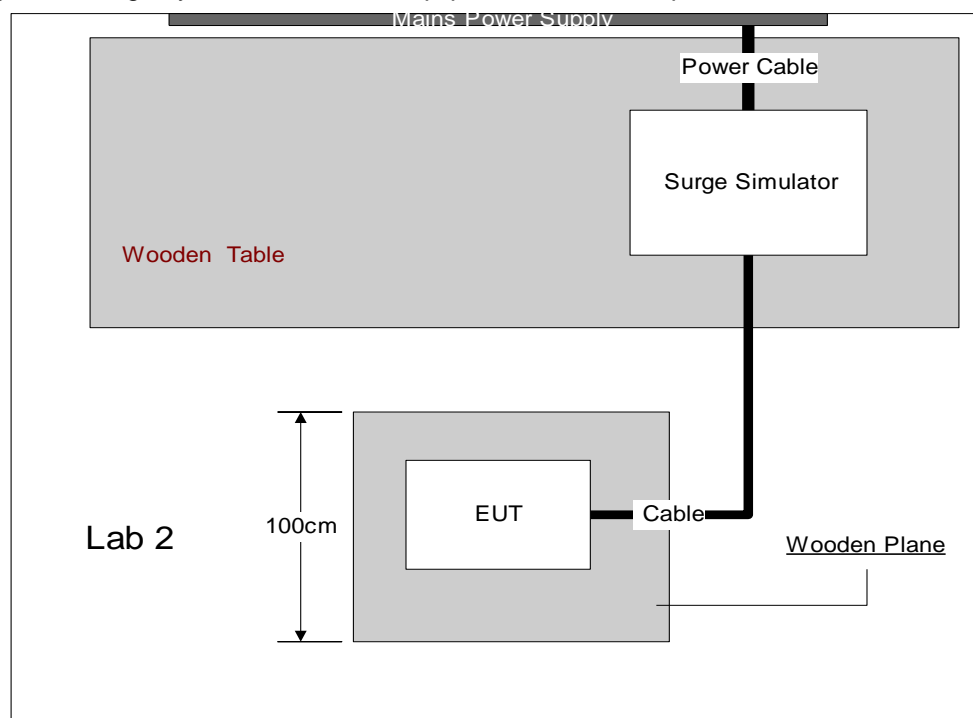 Mains Power Supply
Power Cable
Surge Simulator
Wooden Table
EUT
Cable
100cm
Lab 2
Wooden Plane